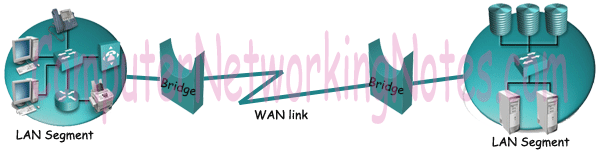 ComputerNetworkingNotes.com
Bridge
Bridge
WAN link
LAN Segment
LAN Segment